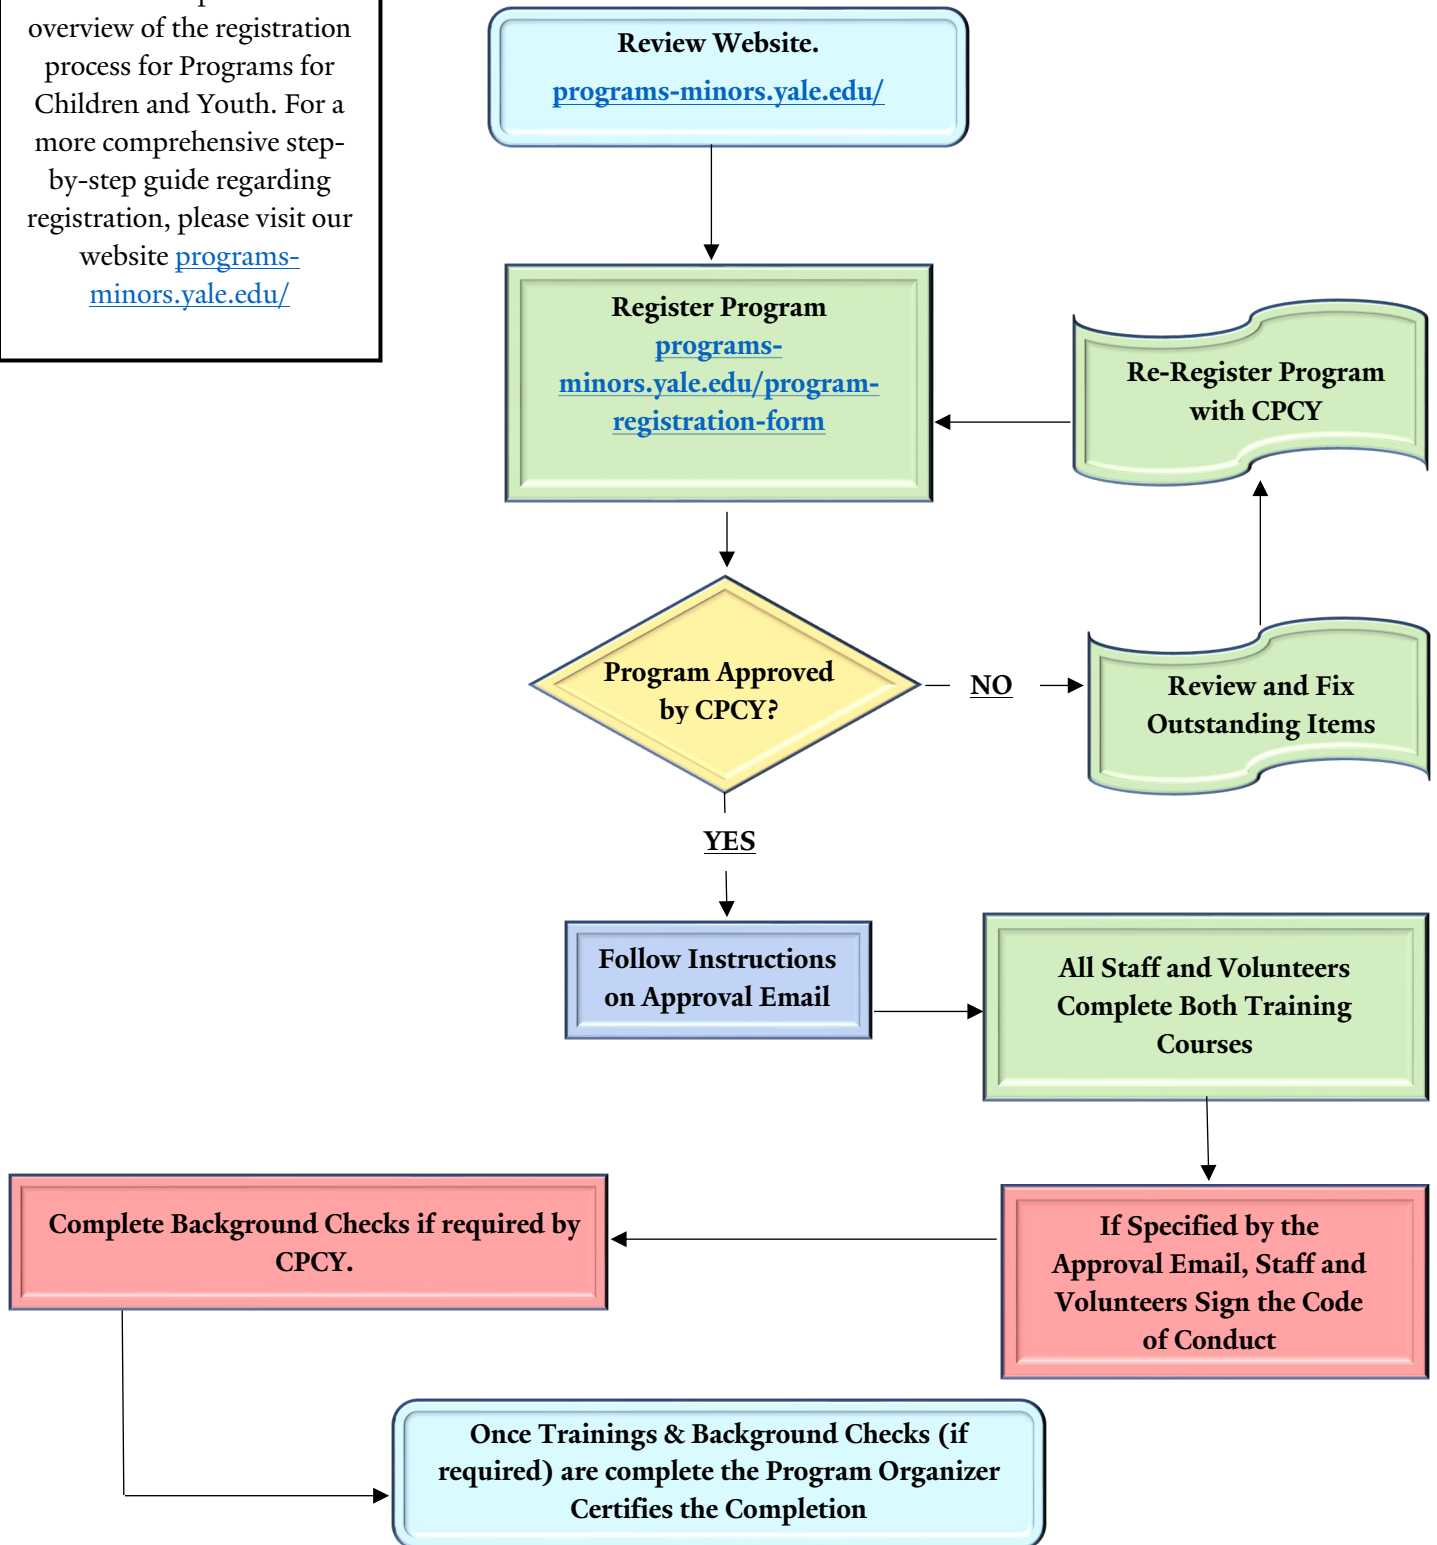 overview of the registration
process for Programs for
Children and Youth. For a
more comprehensive step-
by-step guide regarding
registration, please visit our
website programs-
minors.yale.edu/
Review Website.
programs-minors.yale.edu/
Register Program
programs-
minors.yale.edu/program-
registration-form
Re-Register Program
with CPCY
Program Approved
by CPCY?
NO
Review and Fix
Outstanding Items
YES
Follow Instructions
on Approval Email
All Staff and Volunteers
Complete Both Training
Courses
If Specified by the
Approval Email, Staff and
Volunteers Sign the Code
of Conduct
Complete Background Checks if required by
CPCY.
Once Trainings & Background Checks (if
required) are complete the Program Organizer
Certifies the Completion